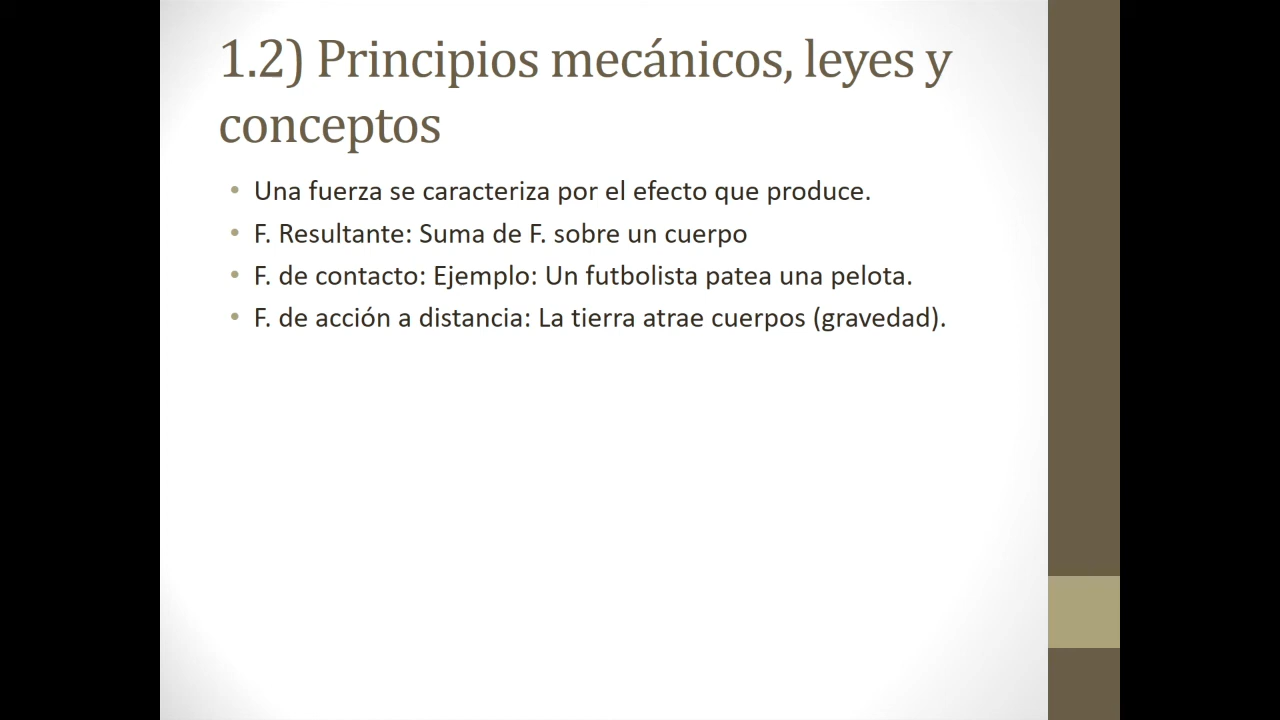 1.2) Principios mecánicos, leyes y
conceptos
• Una fuerza se caracteriza por el efecto que produce.
• F. Resultante: Suma de F. sobre un cuerpo
• F. de contacto: Ejemplo: Un futbolista patea una pelota.
• F. de acción a distancia: La tierra atrae cuerpos (gravedad).